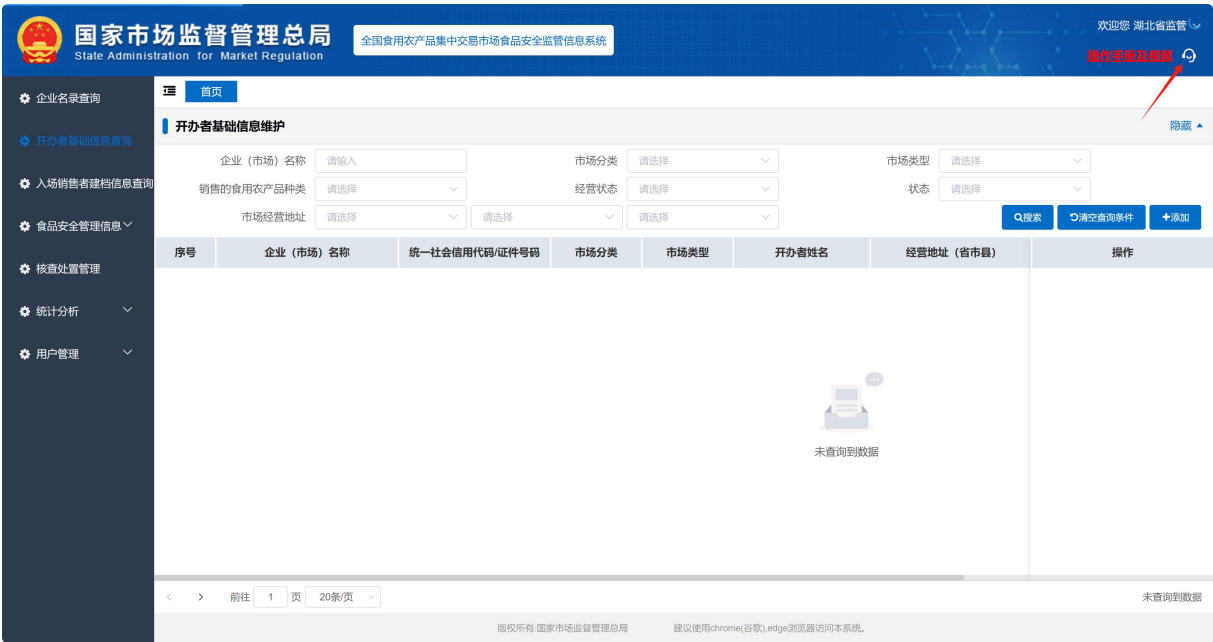 国家市场监督管理总局
State Administration for Market Regulation
全国食用农产品集中交易市场食品安全监管信息系统
欢迎您 湖北省监管
操作手册及视频
企业名录查询
开办者基础信息查询
入场销售者建档信息查询
食品安全管理信息
核查处置管理
统计分析
用户管理
首页
开办者基础信息维护
隐藏
企业（市场）名称 请输入 市场分类 请选择 市场类型 请选择
销售的食用农产品种类 请选择 经营状态 请选择 状态 请选择
市场经营地址 请选择 请选择 请选择 搜索 清空查询条件 +添加
序号 企业（市场）名称 统一社会信用代码/证件号码 市场分类 市场类型 开办者姓名 经营地址（省市县） 操作
未查询到数据
< > 前往 1 页 20条/页 未查询到数据
版权所有:国家市场监督管理总局 建议使用chrome(谷歌),edge浏览器访问本系统。